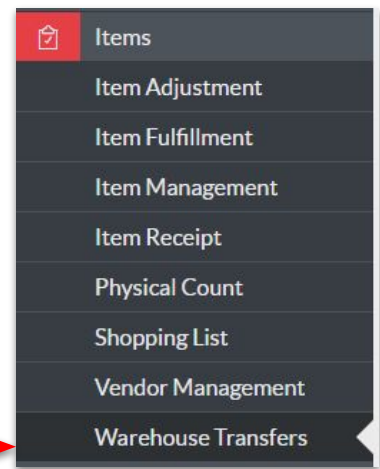 Items
Item Adjustment
Item Fulfillment
Item Management
Item Receipt
Physical Count
Shopping List
Vendor Management
Warehouse Transfers